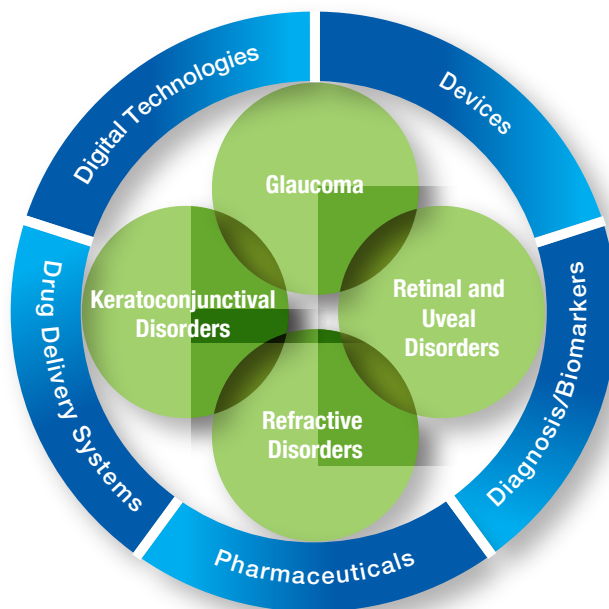 Digital Technologies
Devices
Glaucoma
Keratoconjunctival
Disorders
Retinal and
Uveal
Disorders
Refractive
Disorders
Drug Delivery Systems
Diagnosis/Biomarkers
Pharmaceuticals